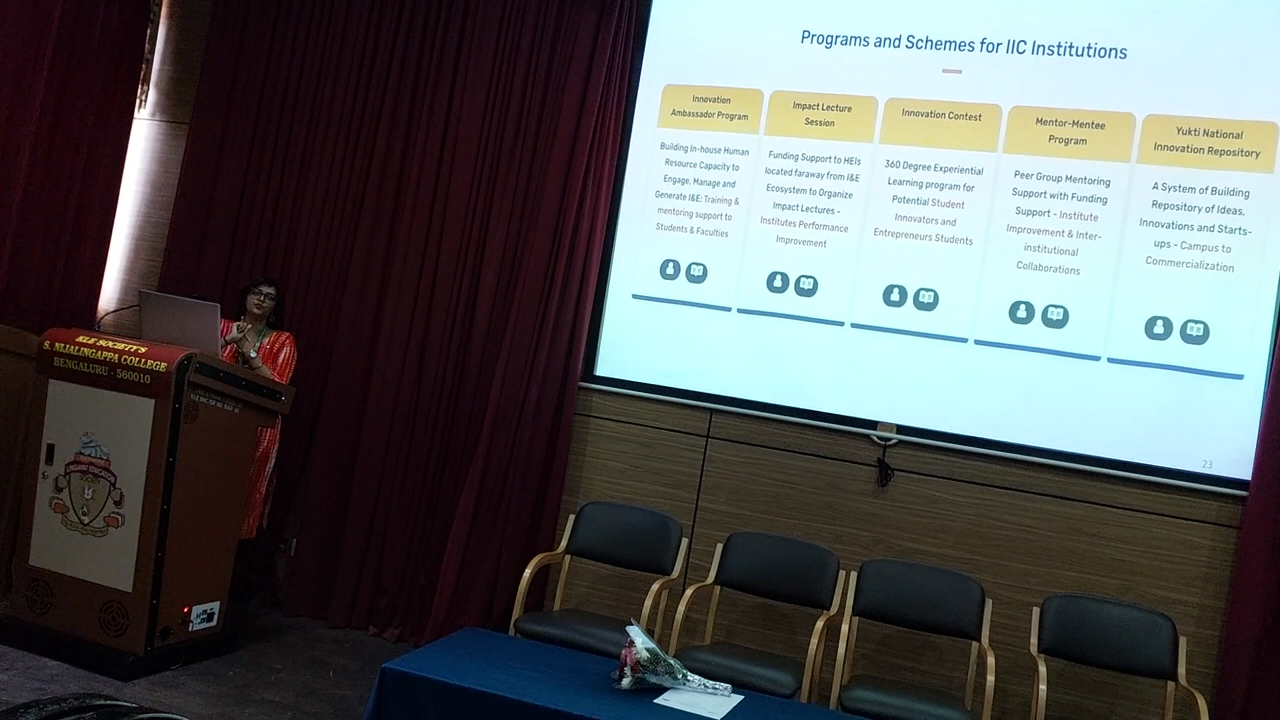 Programs and Schemes for IIC Institutions
Innovation
Ambassador Program
Building In-house Human
Resource Capacity to
Engage, Manage and
Generate I&E: Training &
mentoring support to
Students & Faculties
Impact Lecture
Session
Funding Support to HEIs
located faraway from I&E
Ecosystem to Organize
Impact Lectures -
Institutes Performance
Improvement
Innovation Contest
360 Degree Experiential
Learning program for
Potential Student
Innovators and
Entrepreneurs Students
Mentor-Mentee
Program
Peer Group Mentoring
Support with Funding
Support - Institute
Improvement & Inter-
institutional
Collaborations
Yukti National
Innovation Repository
A System of Building
Repository of Ideas,
Innovations and Starts-
ups - Campus to
Commercialization
23
KLE SOCIETY'S
S. NIJALINGAPPA COLLEGE
BENGALURU - 560010